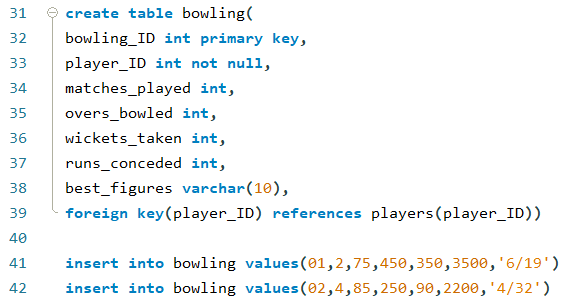 31 create table bowling(
32 bowling_ID int primary key,
33 player_ID int not null,
34 matches_played int,
35 overs_bowled int,
36 wickets_taken int,
37 runs_conceded int,
38 best_figures varchar(10),
39 foreign key(player_ID) references players(player_ID))
40
41 insert into bowling values(01,2,75,450,350,3500,'6/19')
42 insert into bowling values(02,4,85,250,90,2200,'4/32')